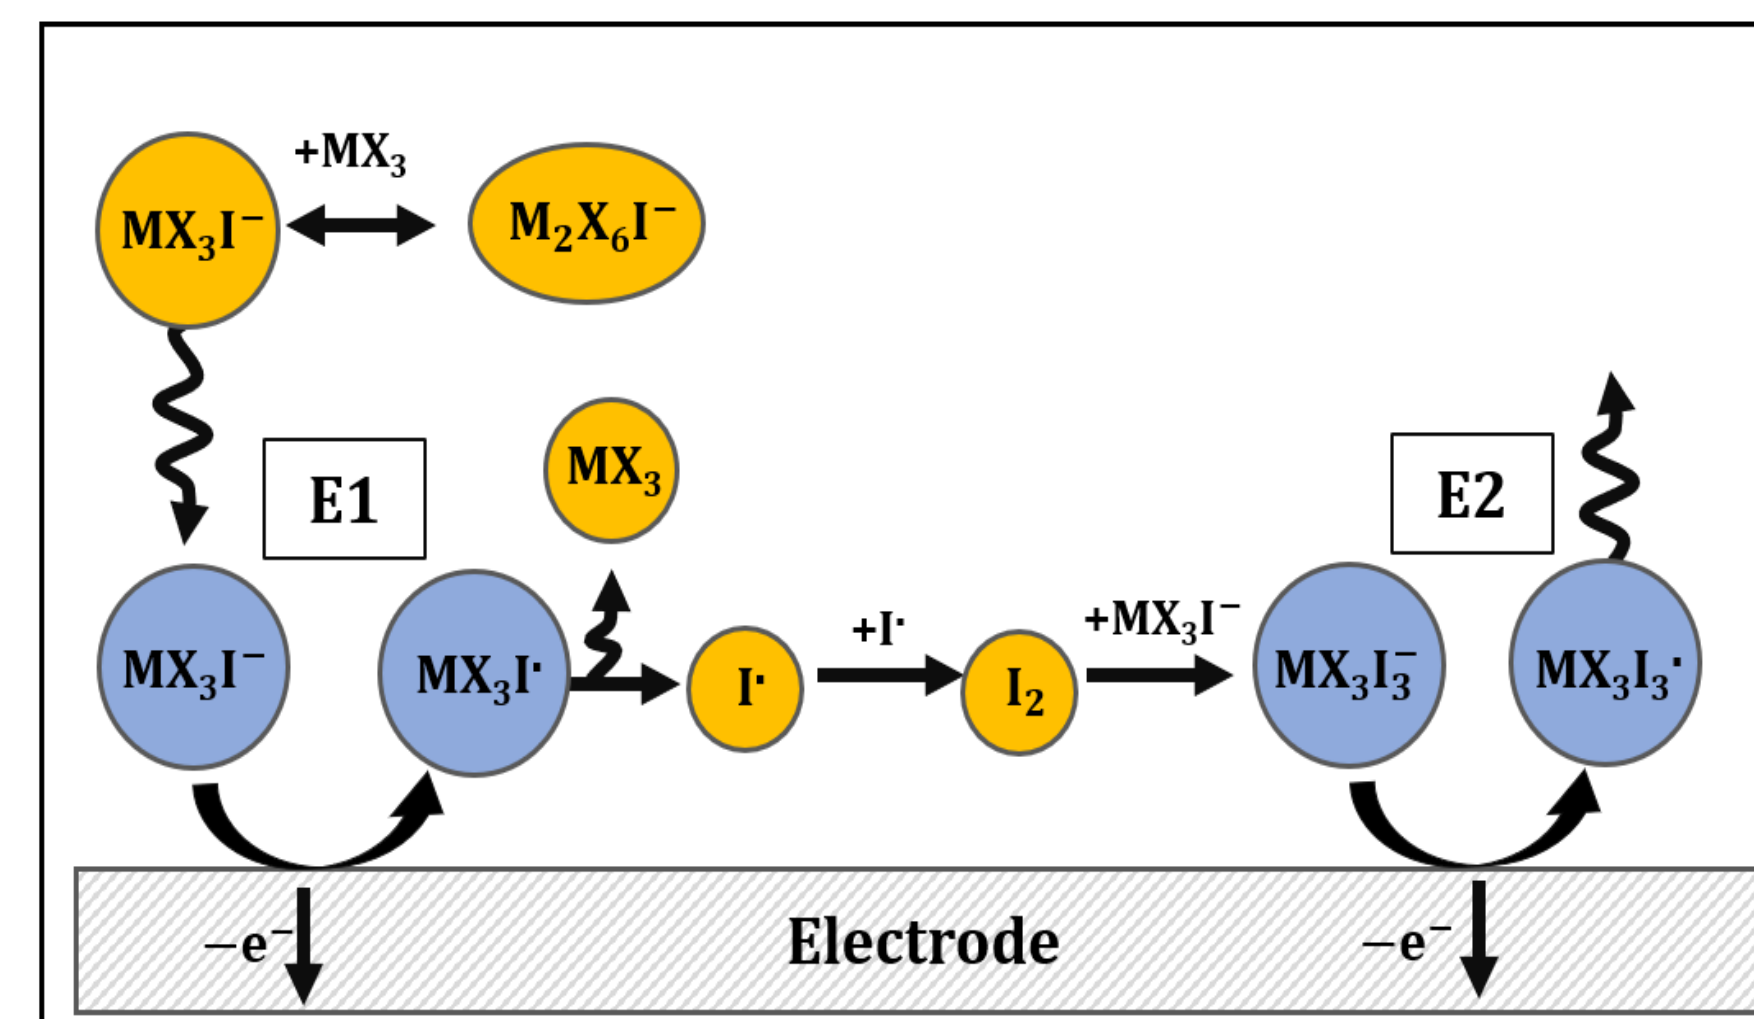 +MX₃
MX₃I⁻
M₂X₆I⁻
MX₃
E1
E2
MX₃I⁻
MX₃I·
I·
+I·
I₂
+MX₃I⁻
MX₃I₃⁻
MX₃I₃·
−e⁻
Electrode
−e⁻